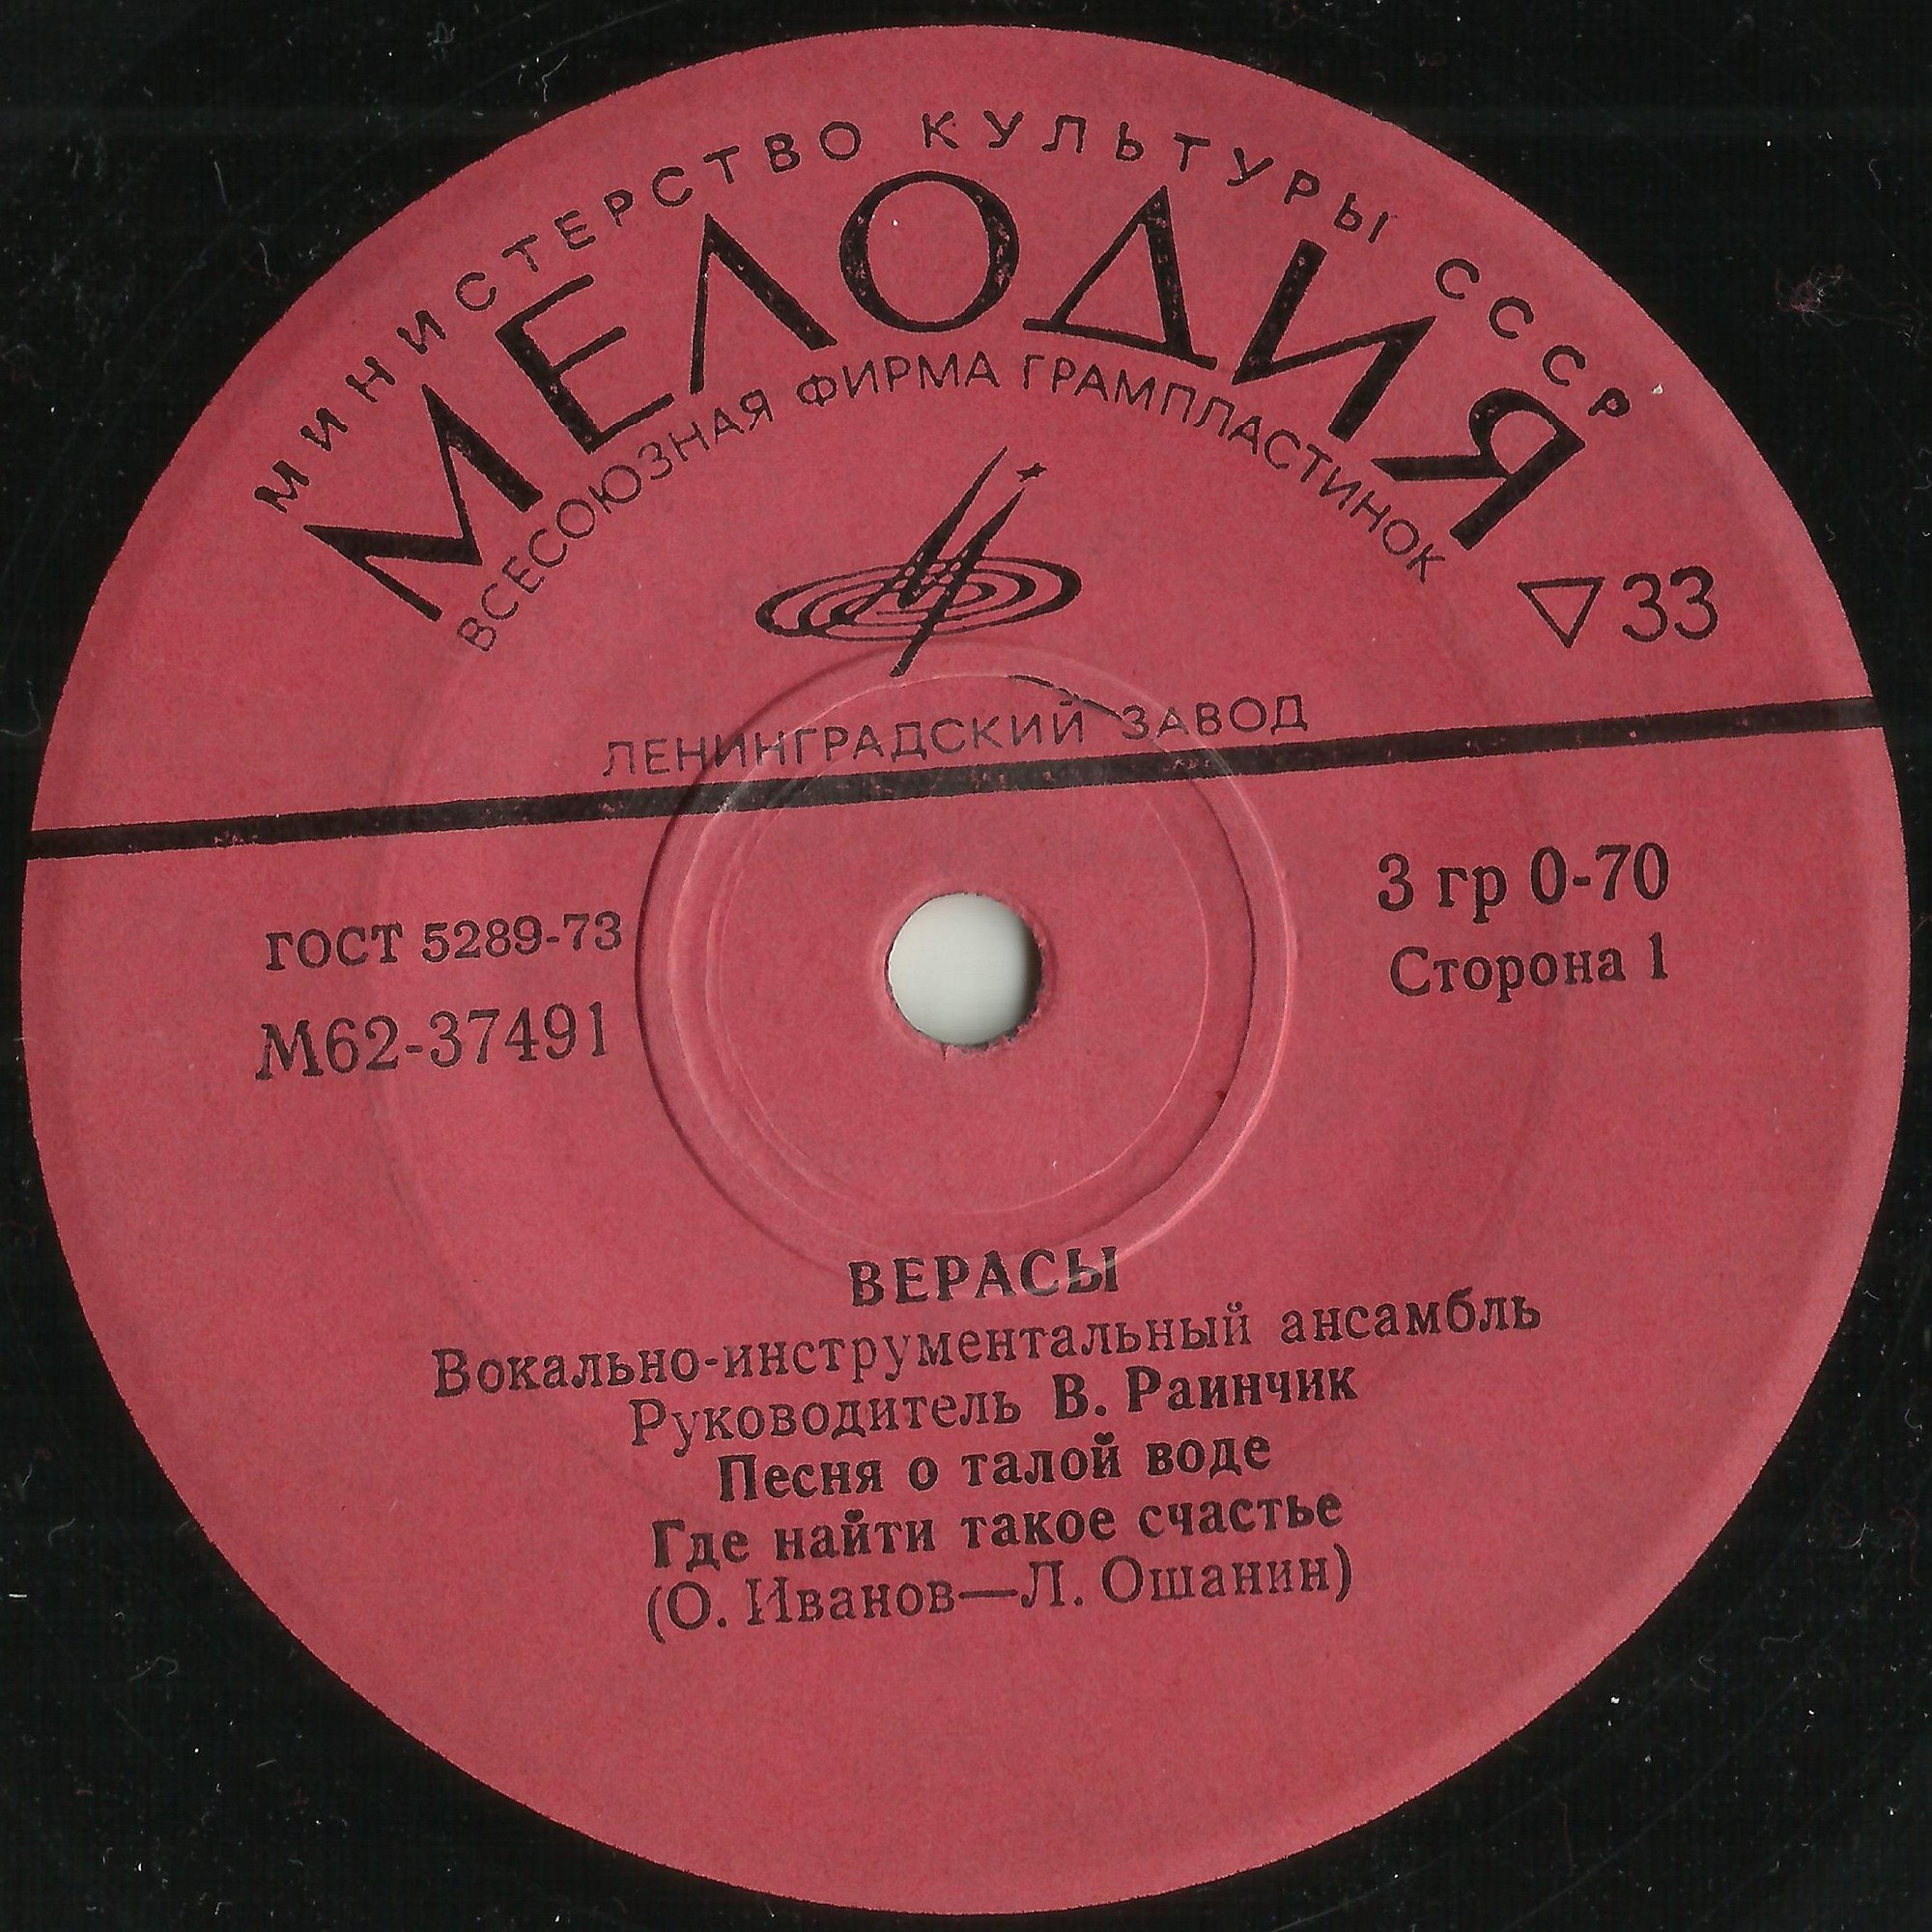 МИНИСТЕРСТВО КУЛЬТУРЫ СССР
МЕЛОДИЯ
ВСЕСОЮЗНАЯ ФИРМА ГРАМПЛАСТИНОК
33
ЛЕНИНГРАДСКИЙ ЗАВОД
ГОСТ 5289-73
М62-37491
3 гр 0-70
Сторона 1
ВЕРАСЫ
Вокально-инструментальный ансамбль
Руководитель В. Раинчик
Песня о талой воде
Где найти такое счастье
(О. Иванов—Л. Ошанин)